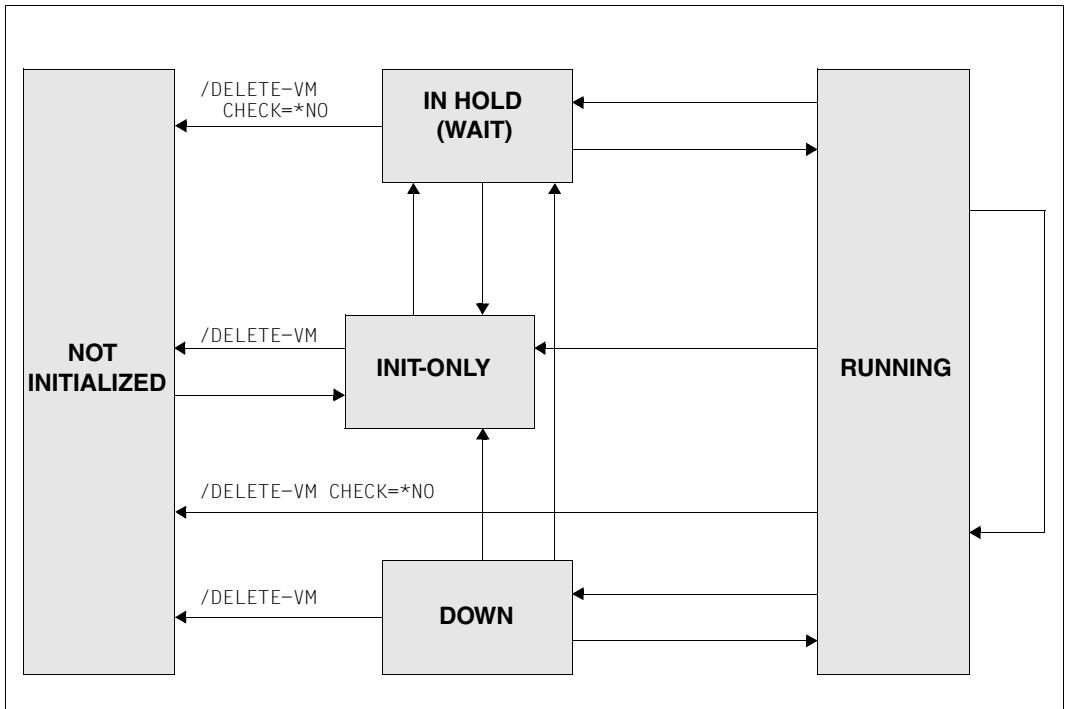 /DELETE-VM
CHECK=*NO
IN HOLD
(WAIT)
/DELETE-VM
NOT
INITIALIZED
INIT-ONLY
RUNNING
/DELETE-VM CHECK=*NO
/DELETE-VM
DOWN